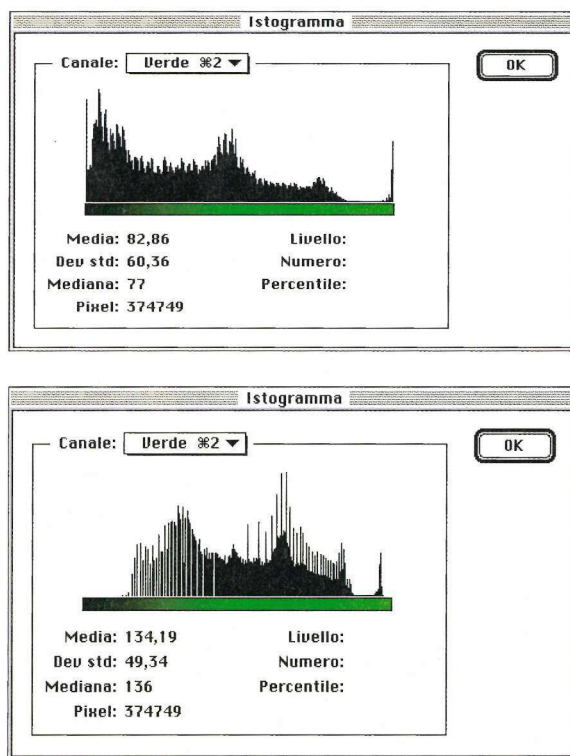 Istogramma
Canale: Verde ⌘2 ▼
OK
Media: 82,86 Livello:
Dev std: 60,36 Numero:
Mediana: 77 Percentile:
Pixel: 374749
Istogramma
Canale: Verde ⌘2 ▼
OK
Media: 134,19 Livello:
Dev std: 49,34 Numero:
Mediana: 136 Percentile:
Pixel: 374749